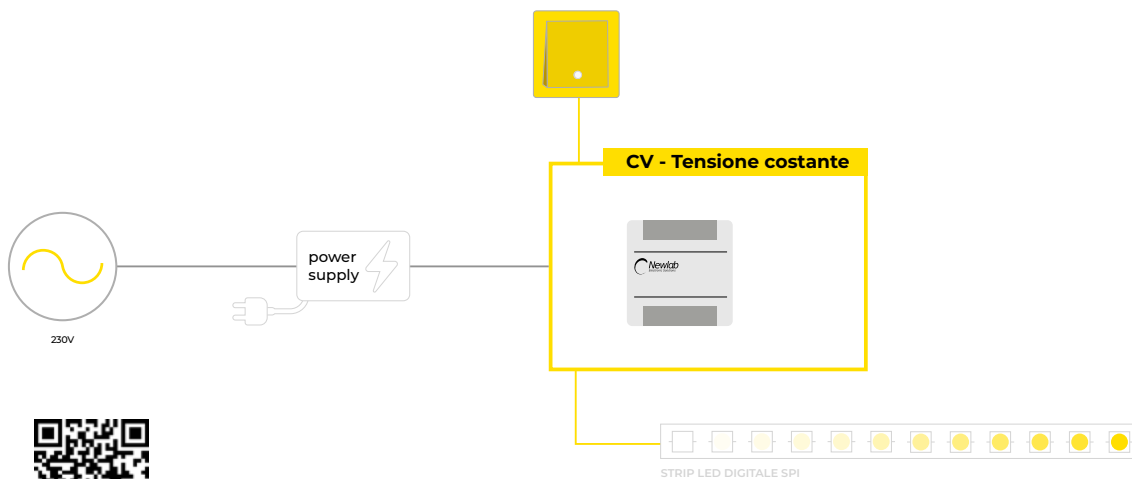 CV - Tensione costante
power
supply
Newlab
230V
STRIP LED DIGITALE SPI